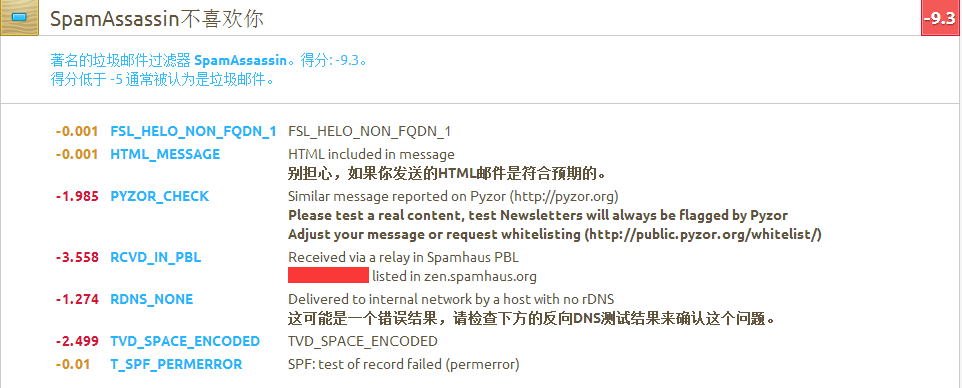 SpamAssassin不喜欢你
-9.3
著名的垃圾邮件过滤器 SpamAssassin。得分: -9.3。
得分低于 -5 通常被认为是垃圾邮件。
-0.001 FSL_HELO_NON_FQDN_1 FSL_HELO_NON_FQDN_1
-0.001 HTML_MESSAGE HTML included in message
别担心，如果你发送的HTML邮件是符合预期的。
-1.985 PYZOR_CHECK Similar message reported on Pyzor (http://pyzor.org)
Please test a real content, test Newsletters will always be flagged by Pyzor
Adjust your message or request whitelisting (http://public.pyzor.org/whitelist/)
-3.558 RCVD_IN_PBL Received via a relay in Spamhaus PBL
listed in zen.spamhaus.org
-1.274 RDNS_NONE Delivered to internal network by a host with no rDNS
这可能是一个错误结果，请检查下方的反向DNS测试结果来确认这个问题。
-2.499 TVD_SPACE_ENCODED TVD_SPACE_ENCODED
-0.01 T_SPF_PERMERROR SPF: test of record failed (permerror)